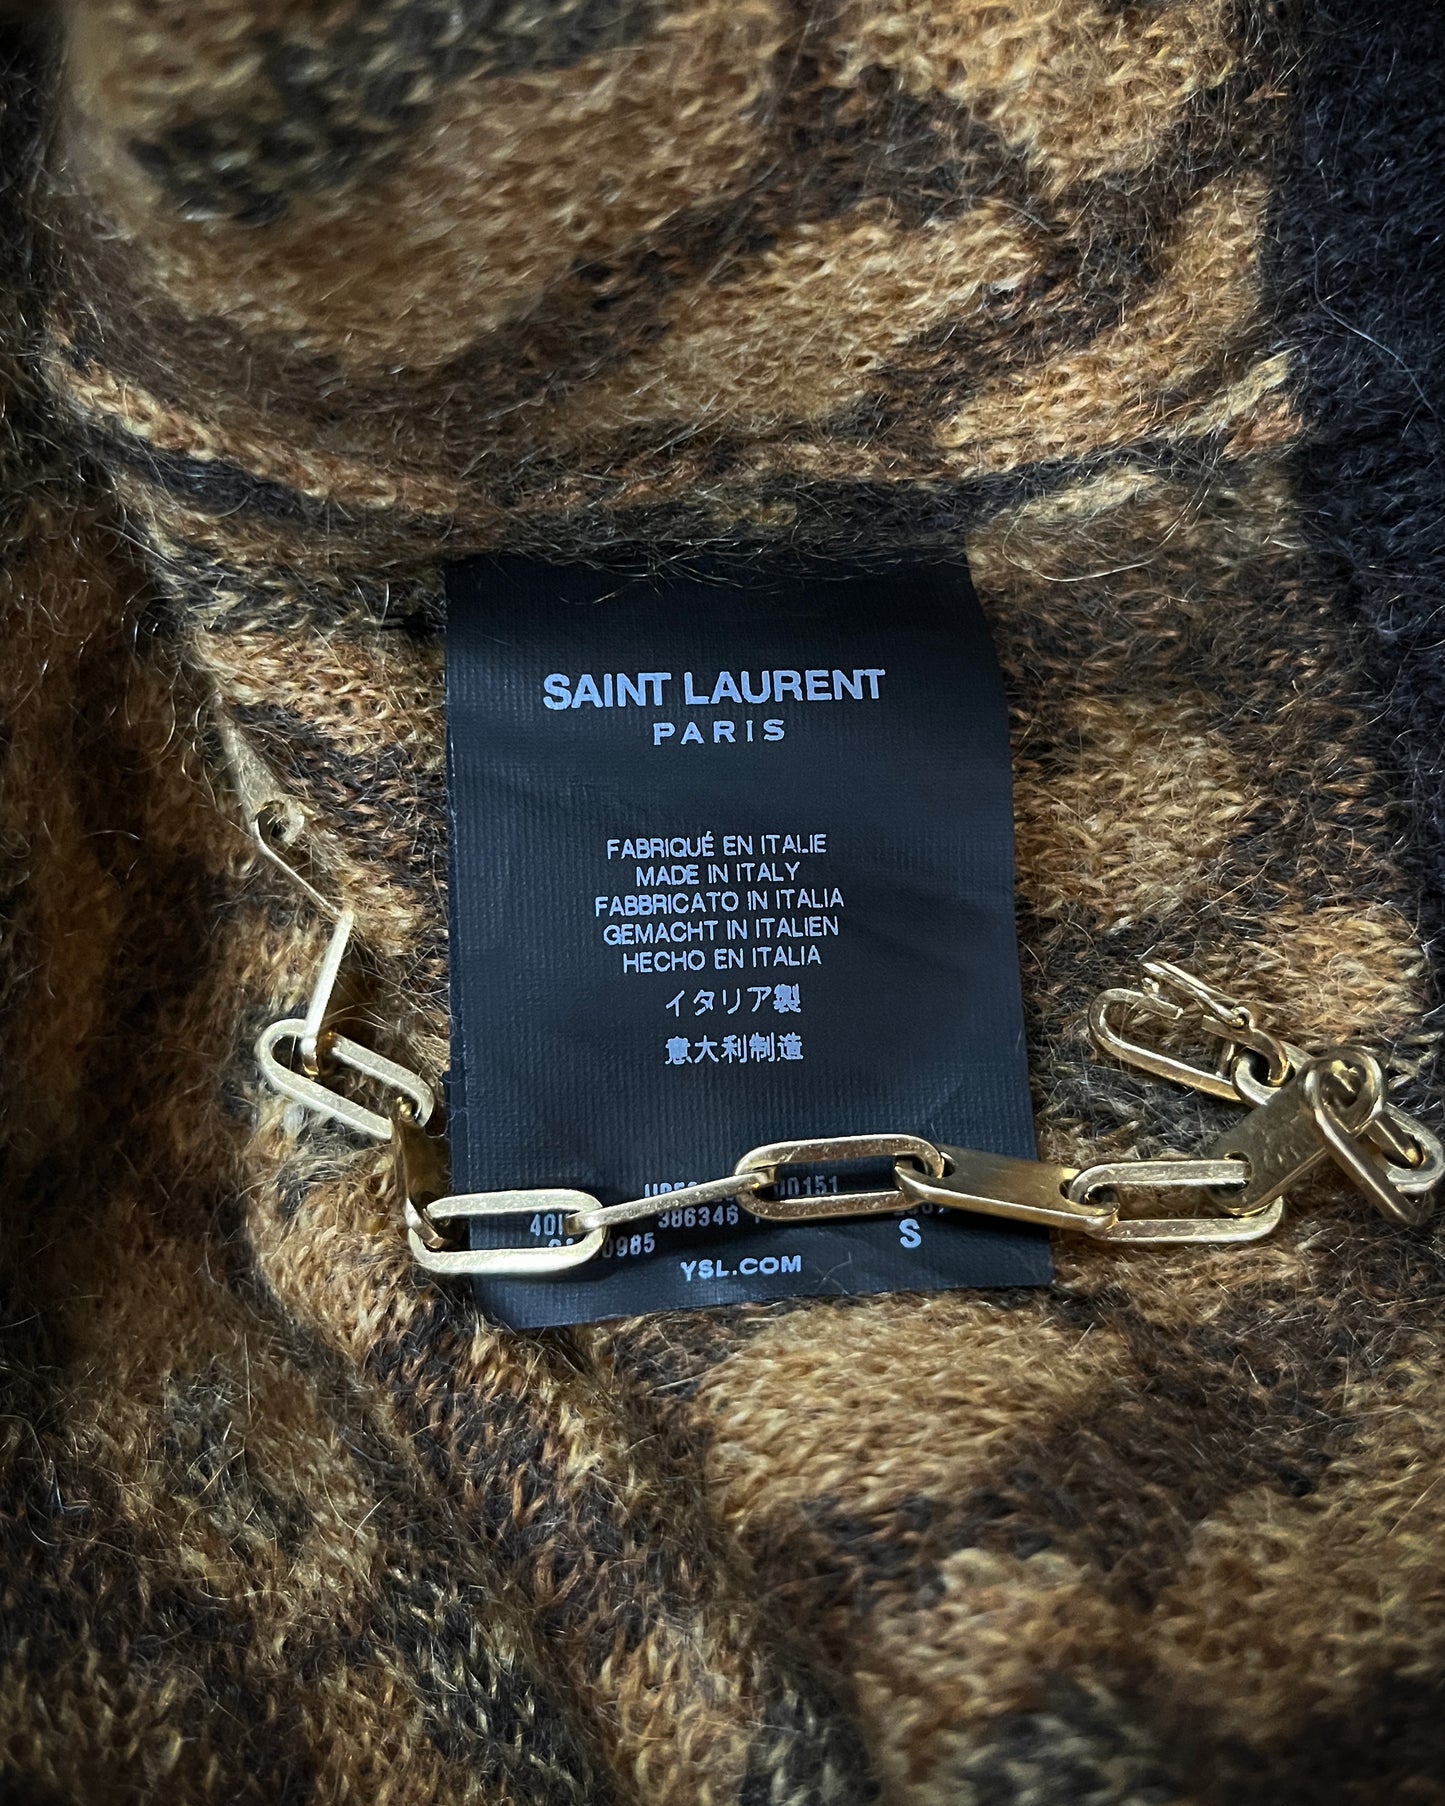 SAINT LAURENT
PARIS
FABRIQUÉ EN ITALIE
MADE IN ITALY
FABBRICATO IN ITALIA
GEMACHT IN ITALIEN
HECHO EN ITALIA
イタリア製
意大利制造
386346
S
YSL.COM